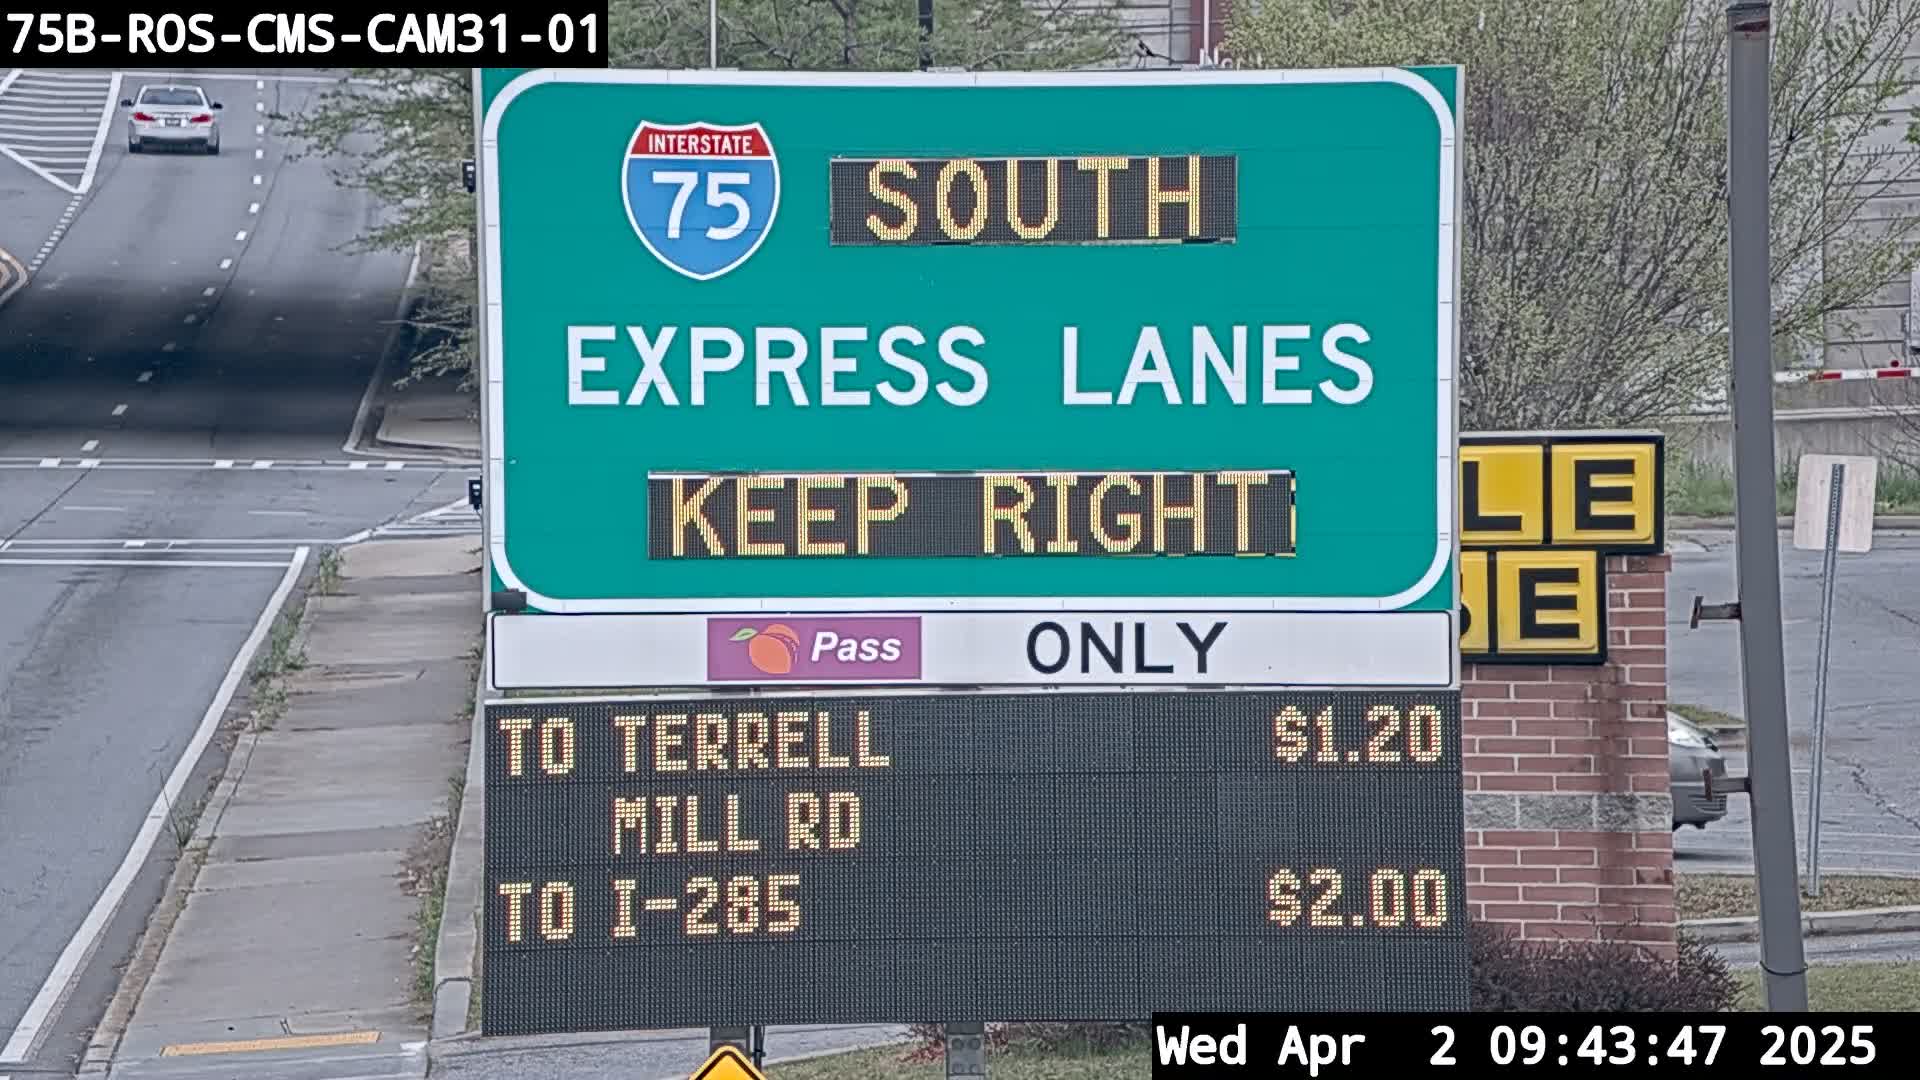 75B-ROS-CMS-CAM31-01
INTERSTATE
75
SOUTH
EXPRESS LANES
KEEP RIGHT
Pass ONLY
TO TERRELL $1.20
MILL RD
TO I-285 $2.00
LE
E
Wed Apr 2 09:43:47 2025